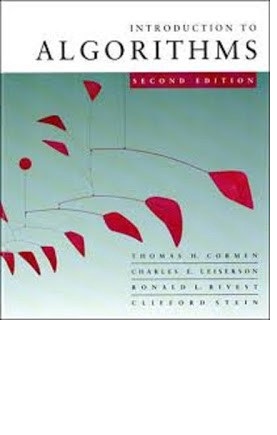 INTRODUCTION TO
ALGORITHMS
SECOND EDITION
THOMAS H. CORMEN
CHARLES E. LEISERSON
RONALD L. RIVEST
CLIFFORD STEIN